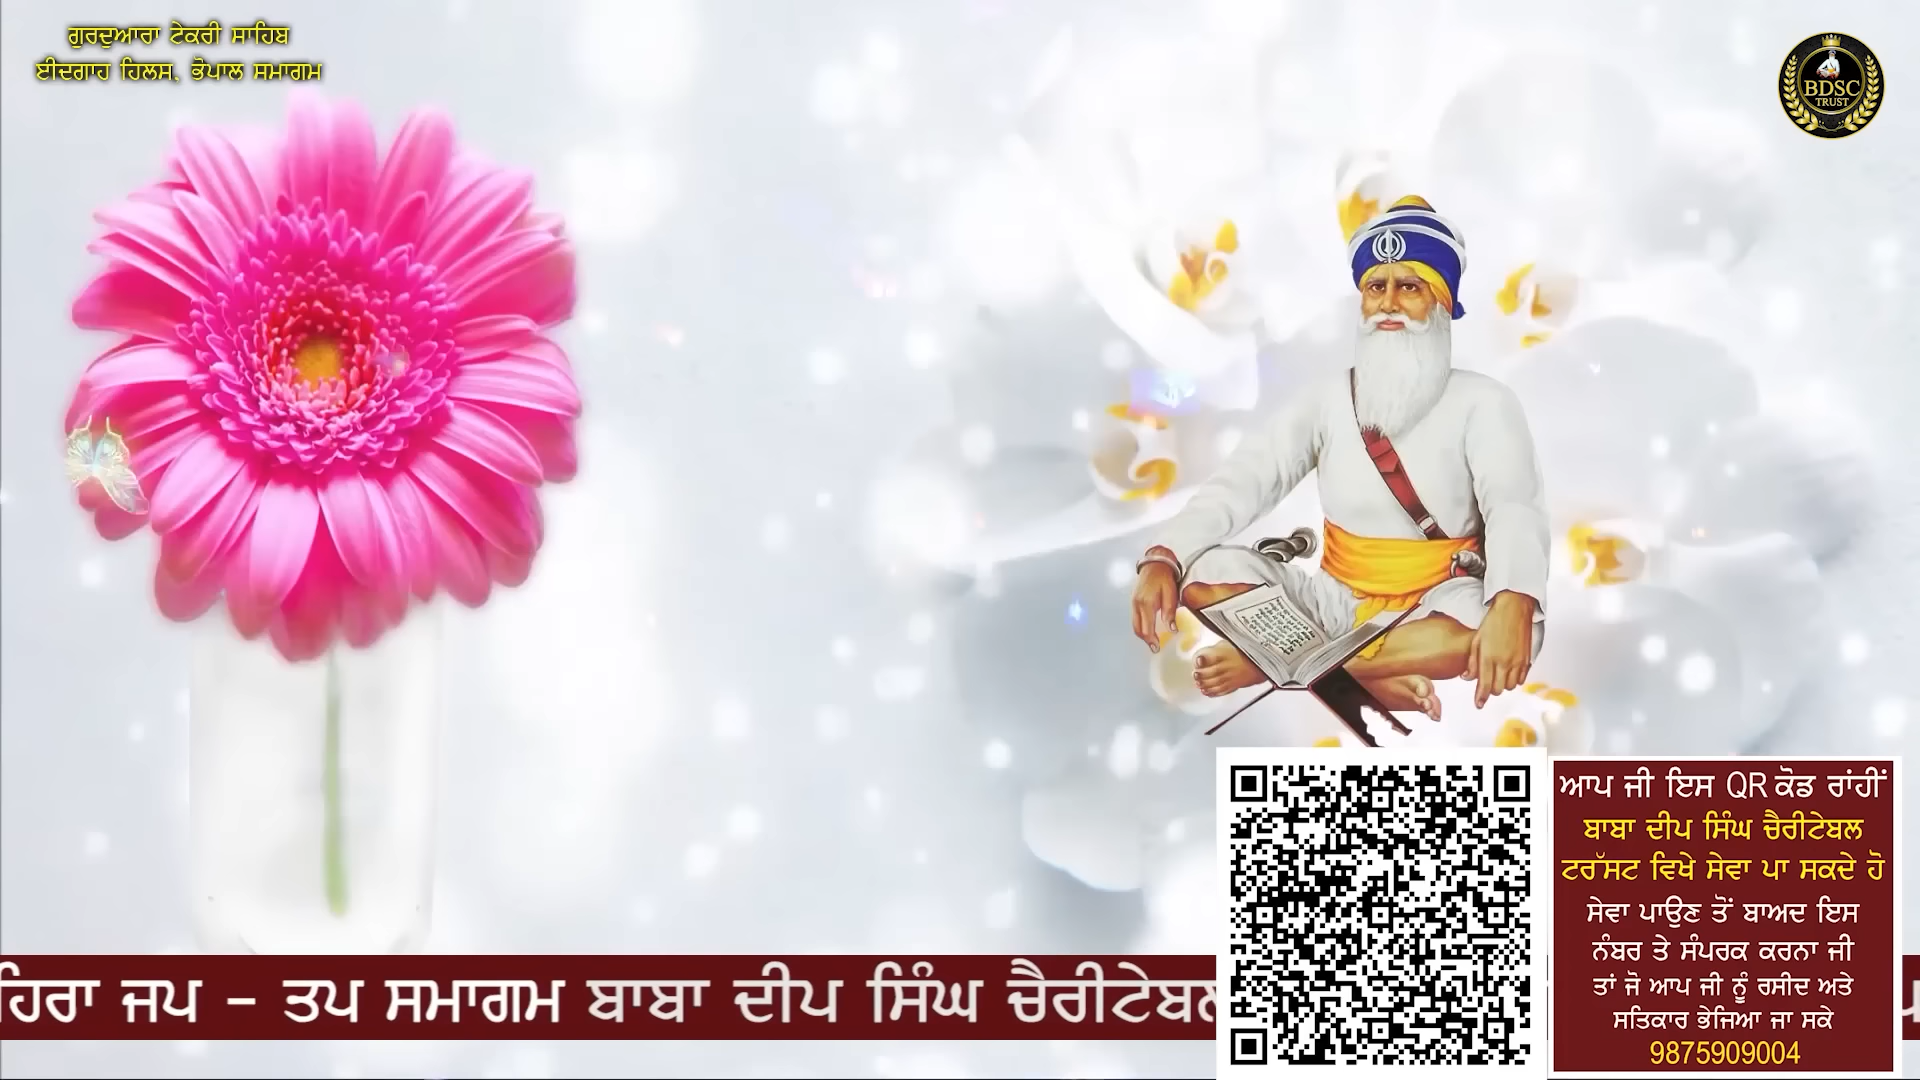 ਗੁਰਦੁਆਰਾ ਟੇਕਰੀ ਸਾਹਿਬ
ਈਦਗਾਹ ਹਿਲਸ. ਭੋਪਾਲ ਸਮਾਗਮ
BDSC
TRUST
ਆਪ ਜੀ ਇਸ QR ਕੋਡ ਰਾਂਹੀਂ
ਬਾਬਾ ਦੀਪ ਸਿੰਘ ਚੈਰੀਟੇਬਲ
ਟਰੱਸਟ ਵਿਖੇ ਸੇਵਾ ਪਾ ਸਕਦੇ ਹੋ
ਸੇਵਾ ਪਾਉਣ ਤੋਂ ਬਾਅਦ ਇਸ
ਨੰਬਰ ਤੇ ਸੰਪਰਕ ਕਰਨਾ ਜੀ
ਤਾਂ ਜੋ ਆਪ ਜੀ ਨੂੰ ਰਸੀਦ ਅਤੇ
ਸਤਿਕਾਰ ਭੇਜਿਆ ਜਾ ਸਕੇ
9875909004
ਹਿਰਾ ਜਪ - ਤਪ ਸਮਾਗਮ ਬਾਬਾ ਦੀਪ ਸਿੰਘ ਚੈਰੀਟੇਬਲ